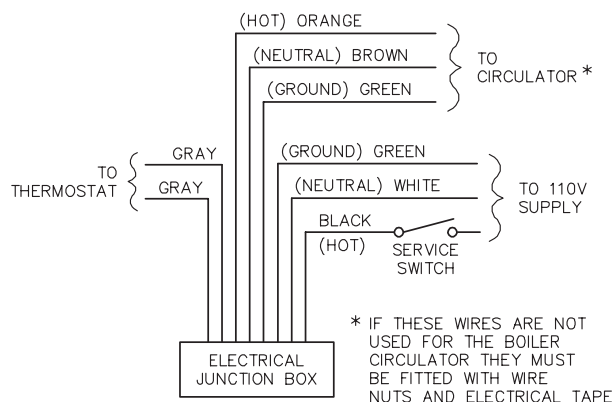 (HOT) ORANGE
(NEUTRAL) BROWN
(GROUND) GREEN
TO
CIRCULATOR *
GRAY
GRAY
TO
THERMOSTAT
(GROUND) GREEN
(NEUTRAL) WHITE
BLACK
(HOT)
SERVICE
SWITCH
TO 110V
SUPPLY
ELECTRICAL
JUNCTION BOX
* IF THESE WIRES ARE NOT
USED FOR THE BOILER
CIRCULATOR THEY MUST
BE FITTED WITH WIRE
NUTS AND ELECTRICAL TAPE